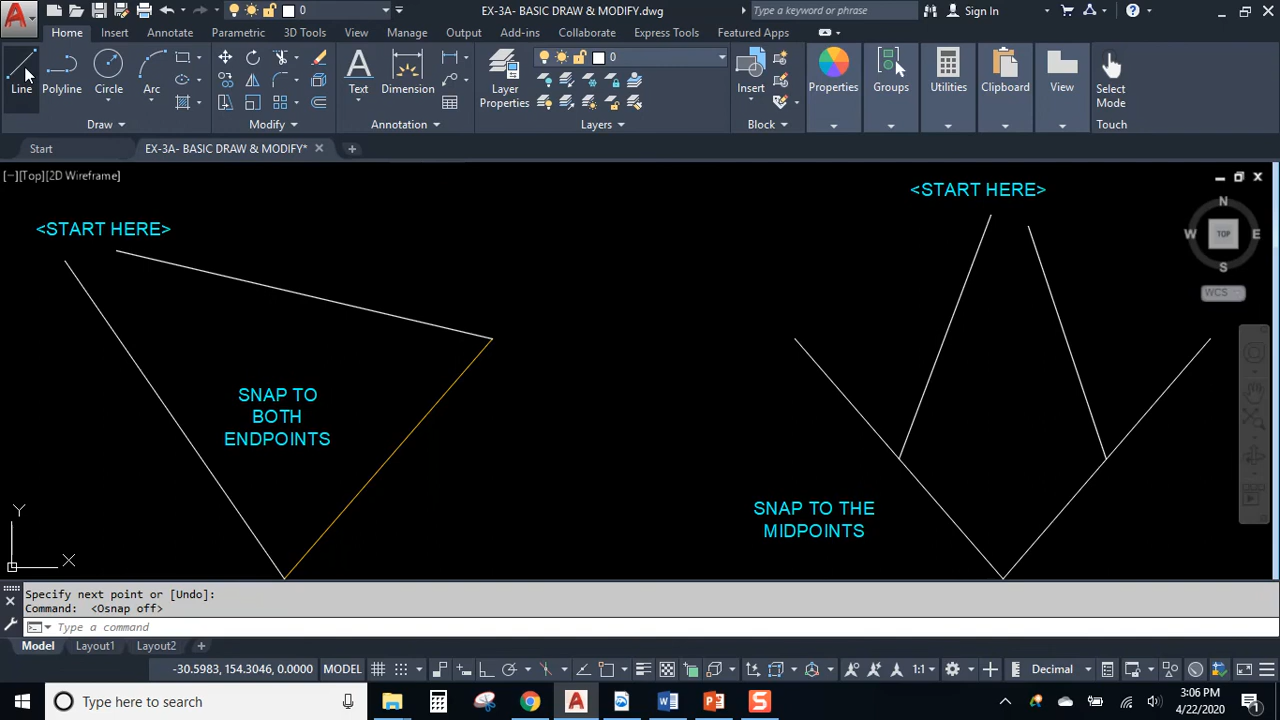 0
EX-3A- BASIC DRAW & MODIFY.dwg
Type a keyword or phrase
Sign In
Home Insert Annotate Parametric 3D Tools View Manage Output Add-ins Collaborate Express Tools Featured Apps
Line
Polyline
Circle
Arc
Text
Dimension
Layer
Properties
0
Insert
Properties
Groups
Utilities
Clipboard
View
Select
Mode
Draw
Modify
Annotation
Layers
Block
Touch
Start
EX-3A- BASIC DRAW & MODIFY*
[−][Top][2D Wireframe]
<START HERE>
<START HERE>
N
W TOP E
S
WCS
SNAP TO
BOTH
ENDPOINTS
SNAP TO THE
MIDPOINTS
Y
X
Specify next point or [Undo]:
Command: <Osnap off>
Type a command
Model Layout1 Layout2
-30.5983, 154.3046, 0.0000 MODEL
1:1
Decimal
Type here to search
3:06 PM
4/22/2020
1